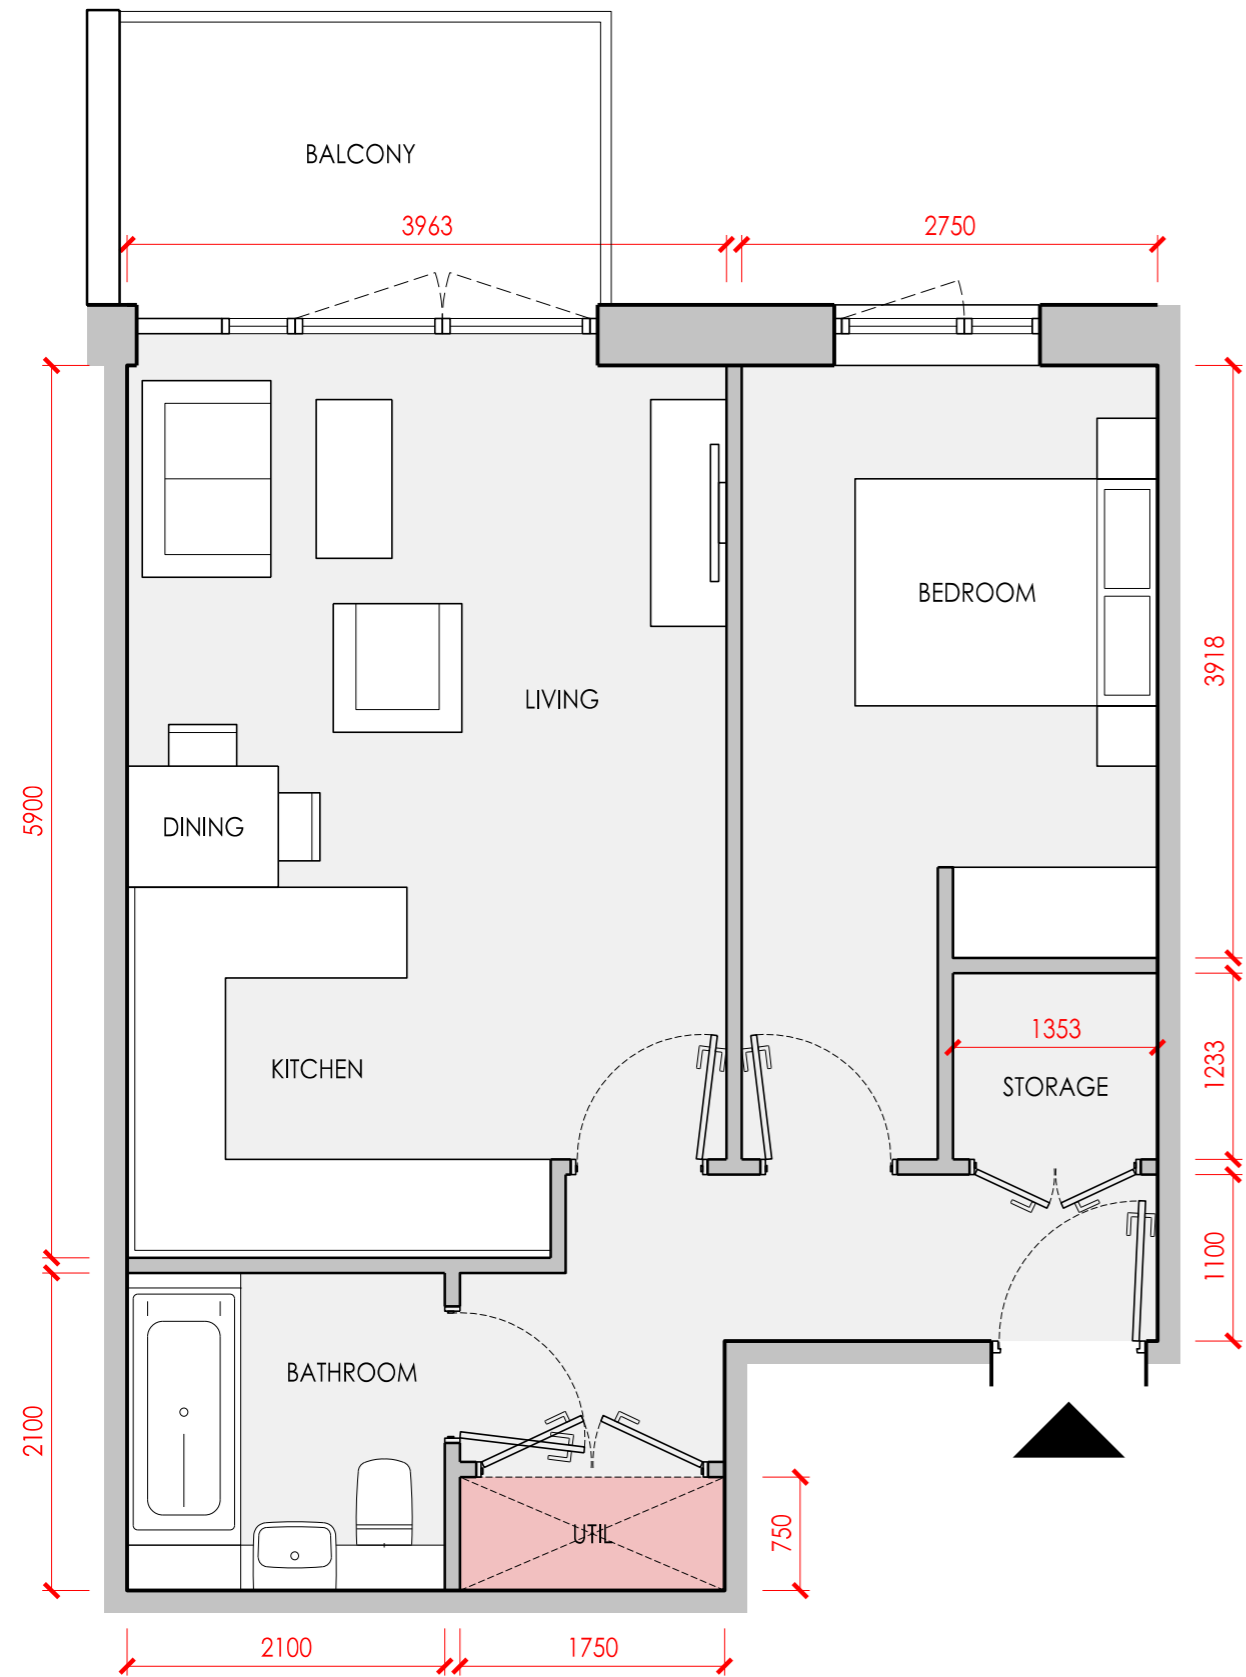 BALCONY
3963
2750
BEDROOM
3918
LIVING
5900
DINING
1353
1233
KITCHEN
STORAGE
1100
BATHROOM
2100
750
UTIL
2100
1750